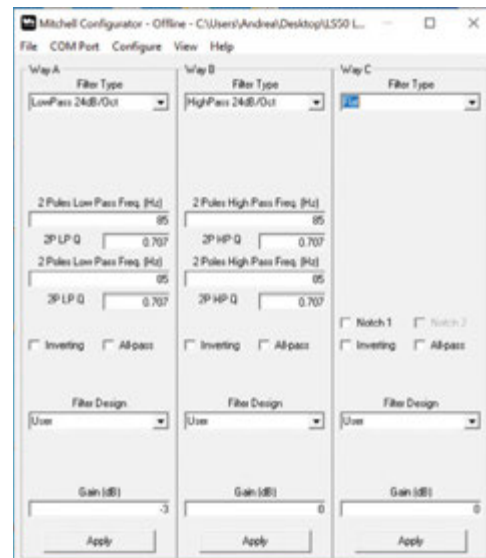 Mitchell Configurator - Offline - C:\Users\Andrea\Desktop\LS50 L...
File COM Port Configure View Help
Way A
Filter Type
LowPass 24dB/Oct
2 Poles Low Pass Freq. (Hz)
85
2P LP Q 0.707
2 Poles Low Pass Freq. (Hz)
85
2P LP Q 0.707
Inverting All-pass
Filter Design
User
Gain (dB)
-3
Apply
Way B
Filter Type
HighPass 24dB/Oct
2 Poles High Pass Freq. (Hz)
85
2P HP Q 0.707
2 Poles High Pass Freq. (Hz)
85
2P HP Q 0.707
Inverting All-pass
Filter Design
User
Gain (dB)
0
Apply
Way C
Filter Type
Flat
Notch 1 Notch 2
Inverting All-pass
Filter Design
User
Gain (dB)
0
Apply